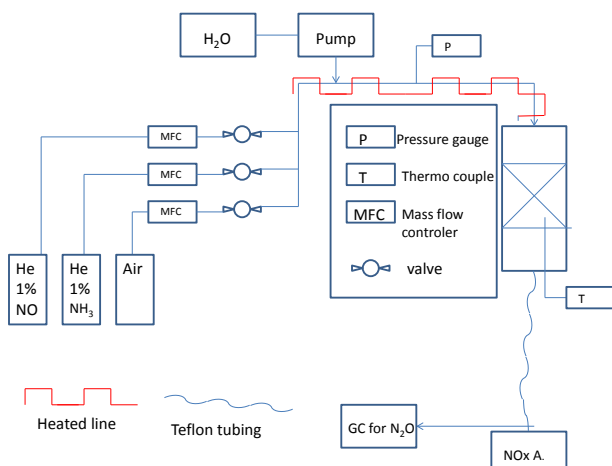 H2O
Pump
P
MFC
MFC
MFC
P
Pressure gauge
T
Thermo couple
MFC
Mass flow
controler
valve
He
1%
NO
He
1%
NH3
Air
T
Heated line
Teflon tubing
GC for N2O
NOx A.